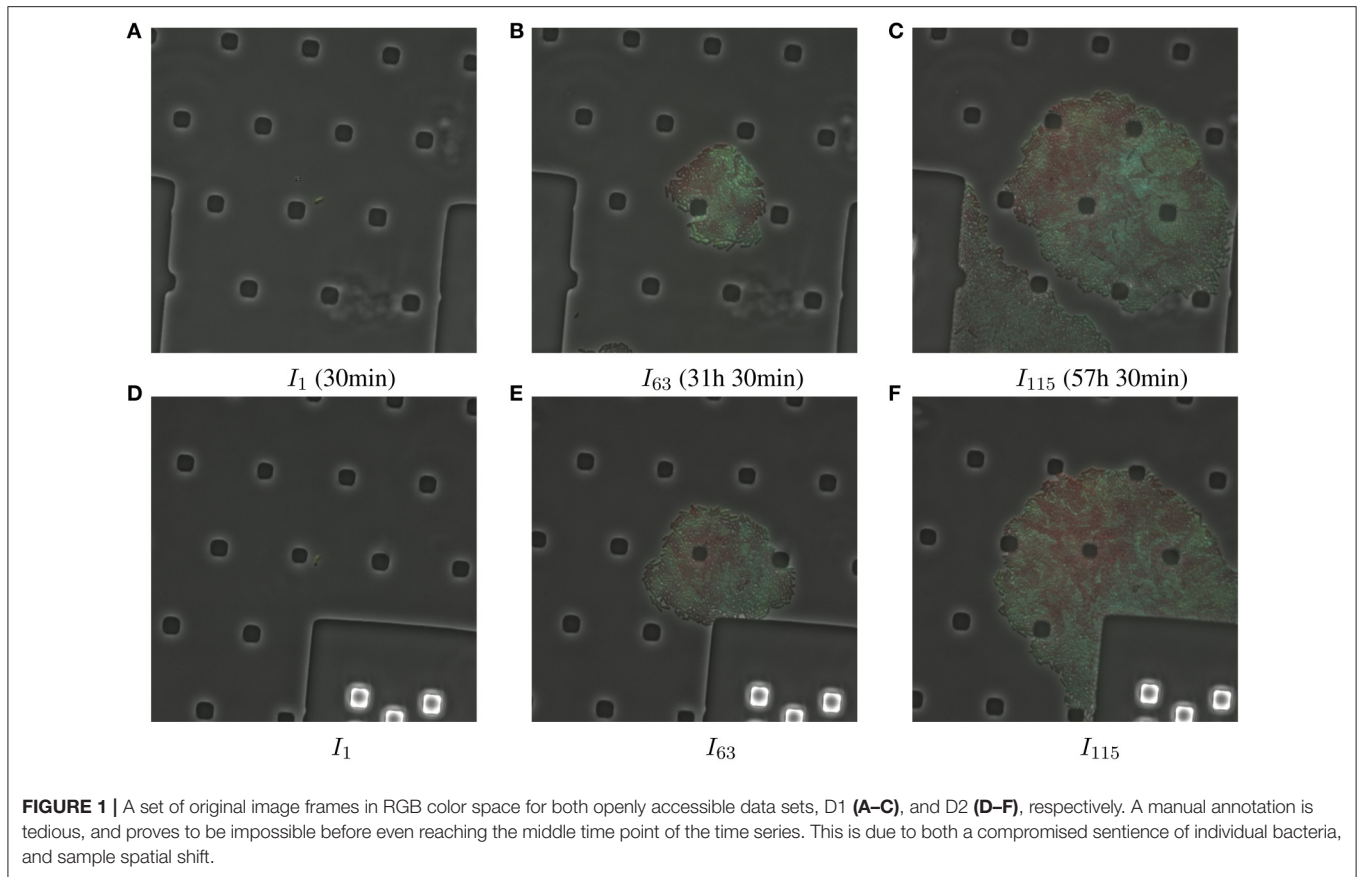 A
B
C
I₁ (30min)
I₆₃ (31h 30min)
I₁₁₅ (57h 30min)
D
E
F
I₁
I₆₃
I₁₁₅
FIGURE 1 | A set of original image frames in RGB color space for both openly accessible data sets, D1 (A–C), and D2 (D–F), respectively. A manual annotation is
tedious, and proves to be impossible before even reaching the middle time point of the time series. This is due to both a compromised sentience of individual bacteria,
and sample spatial shift.